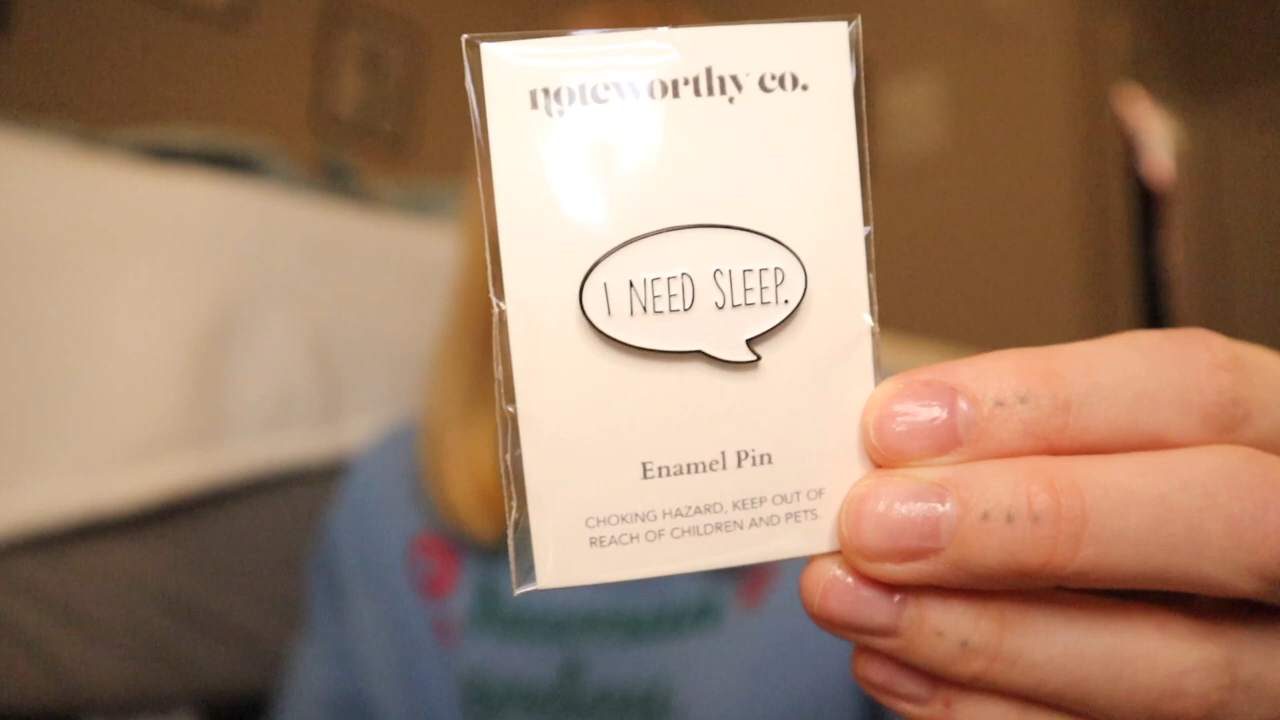 noteworthy co.
I NEED SLEEP.
Enamel Pin
CHOKING HAZARD, KEEP OUT OF
REACH OF CHILDREN AND PETS.